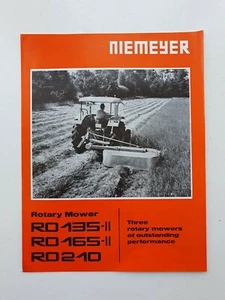 NIEMEYER
Rotary Mower
RO 135-II
RO 165-II
RO 210
Three
rotary mowers
of outstanding
performance